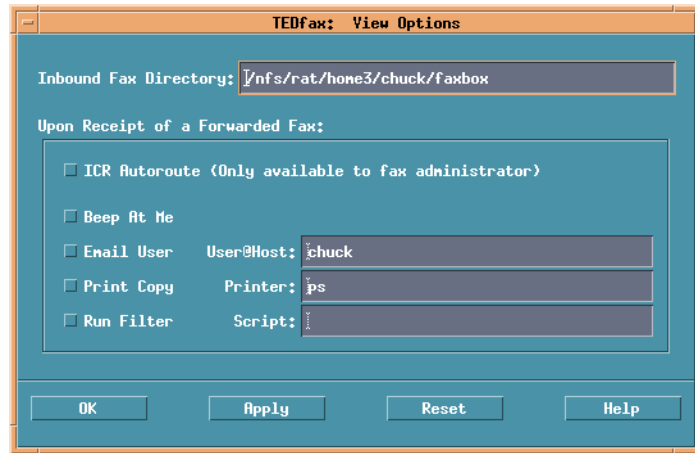 TEDfax: View Options
Inbound Fax Directory: /nfs/rat/home3/chuck/faxbox
Upon Receipt of a Forwarded Fax:
ICR Autoroute (Only available to fax administrator)
Beep At Me
Email User User@Host: chuck
Print Copy Printer: ps
Run Filter Script:
OK Apply Reset Help